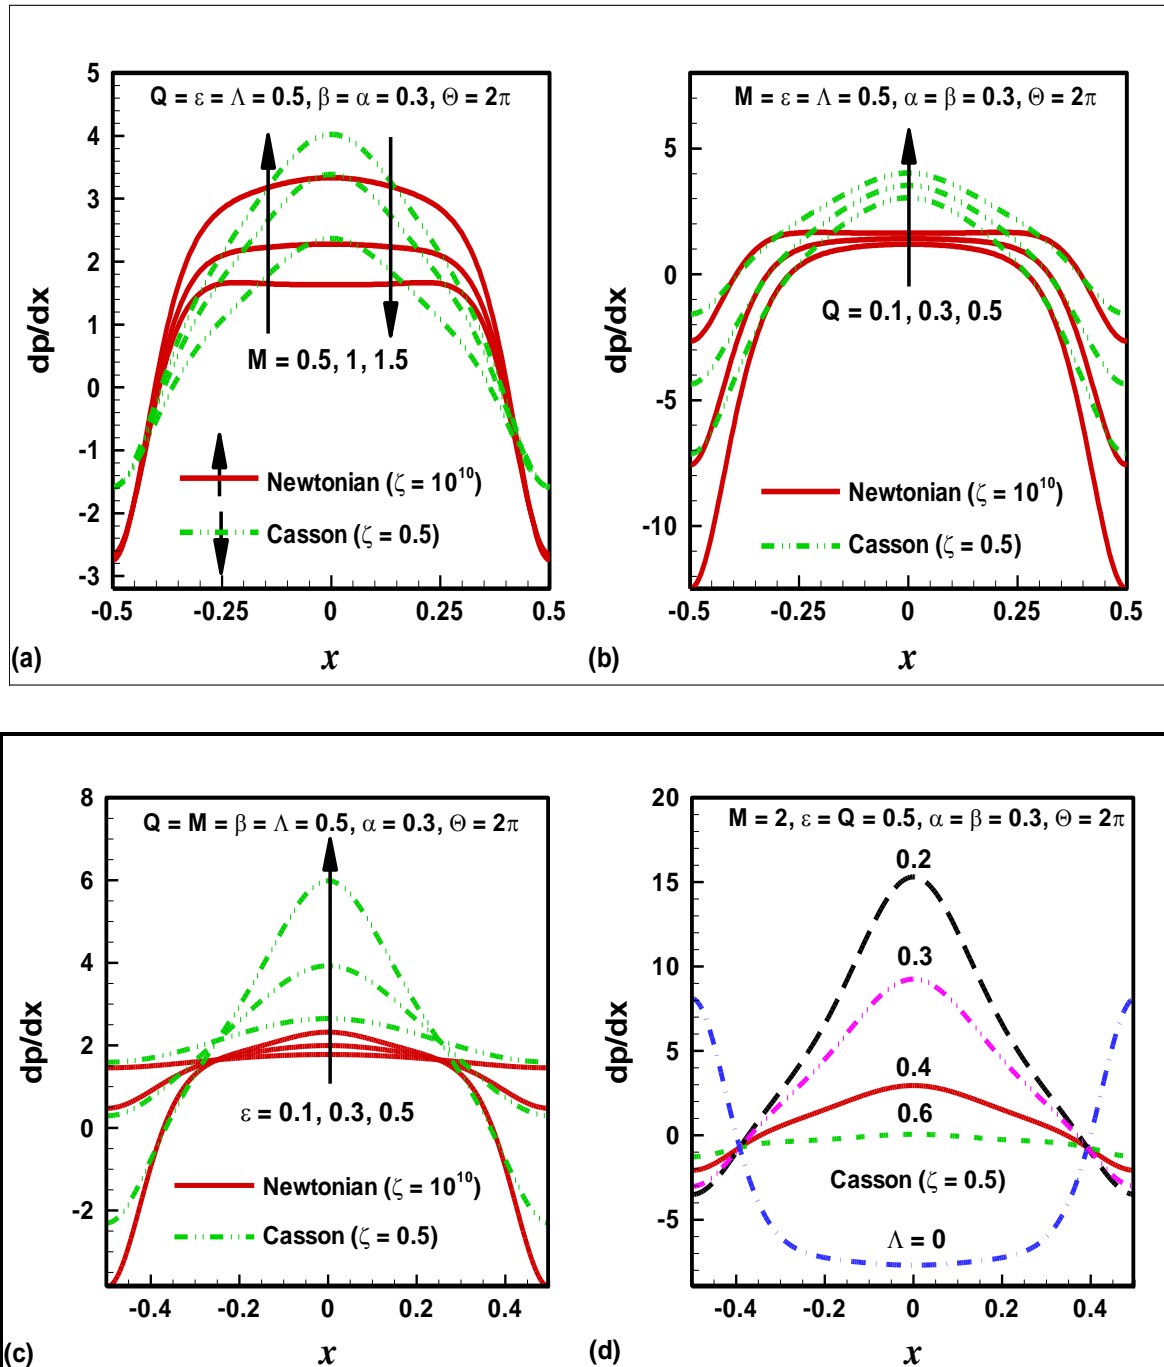 Q = ε = Λ = 0.5, β = α = 0.3, Θ = 2π
5
4
3
2
1
0
-1
-2
-3
dp/dx
M = 0.5, 1, 1.5
Newtonian (ζ = 10¹⁰)
Casson (ζ = 0.5)
-0.5 -0.25 0 0.25 0.5
(a) x
M = ε = Λ = 0.5, α = β = 0.3, Θ = 2π
5
0
-5
-10
dp/dx
Q = 0.1, 0.3, 0.5
Newtonian (ζ = 10¹⁰)
Casson (ζ = 0.5)
-0.5 -0.25 0 0.25 0.5
(b) x
Q = M = β = Λ = 0.5, α = 0.3, Θ = 2π
8
6
4
2
0
-2
dp/dx
ε = 0.1, 0.3, 0.5
Newtonian (ζ = 10¹⁰)
Casson (ζ = 0.5)
-0.4 -0.2 0 0.2 0.4
(c) x
M = 2, ε = Q = 0.5, α = β = 0.3, Θ = 2π
20
15
10
5
0
-5
dp/dx
0.2
0.3
0.4
0.6
Casson (ζ = 0.5)
Λ = 0
-0.4 -0.2 0 0.2 0.4
(d) x